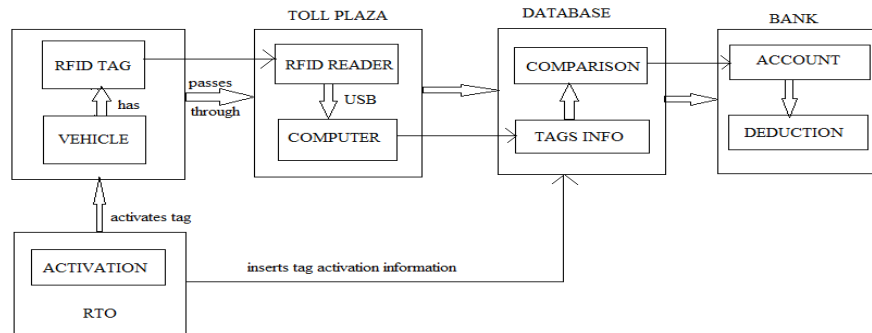 TOLL PLAZA
DATABASE
BANK
RFID TAG
passes
through
has
VEHICLE
RFID READER
USB
COMPUTER
COMPARISON
TAGS INFO
ACCOUNT
DEDUCTION
activates tag
ACTIVATION
RTO
inserts tag activation information